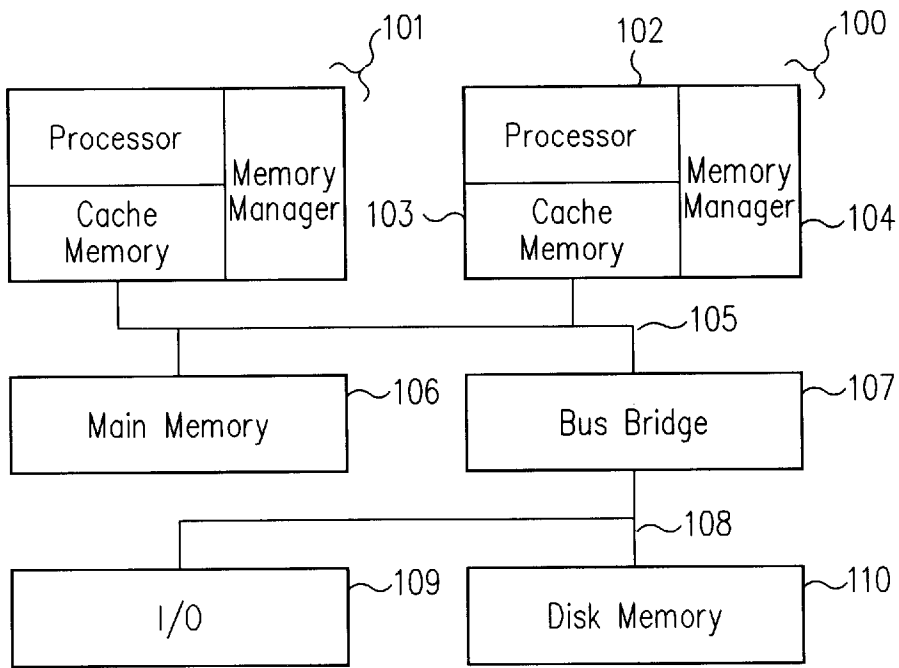 101
102
100
Processor
Memory
Manager
Cache
Memory
Processor
Memory
Manager
103
Cache
Memory
104
105
Main Memory
106
Bus Bridge
107
108
I/O
109
Disk Memory
110